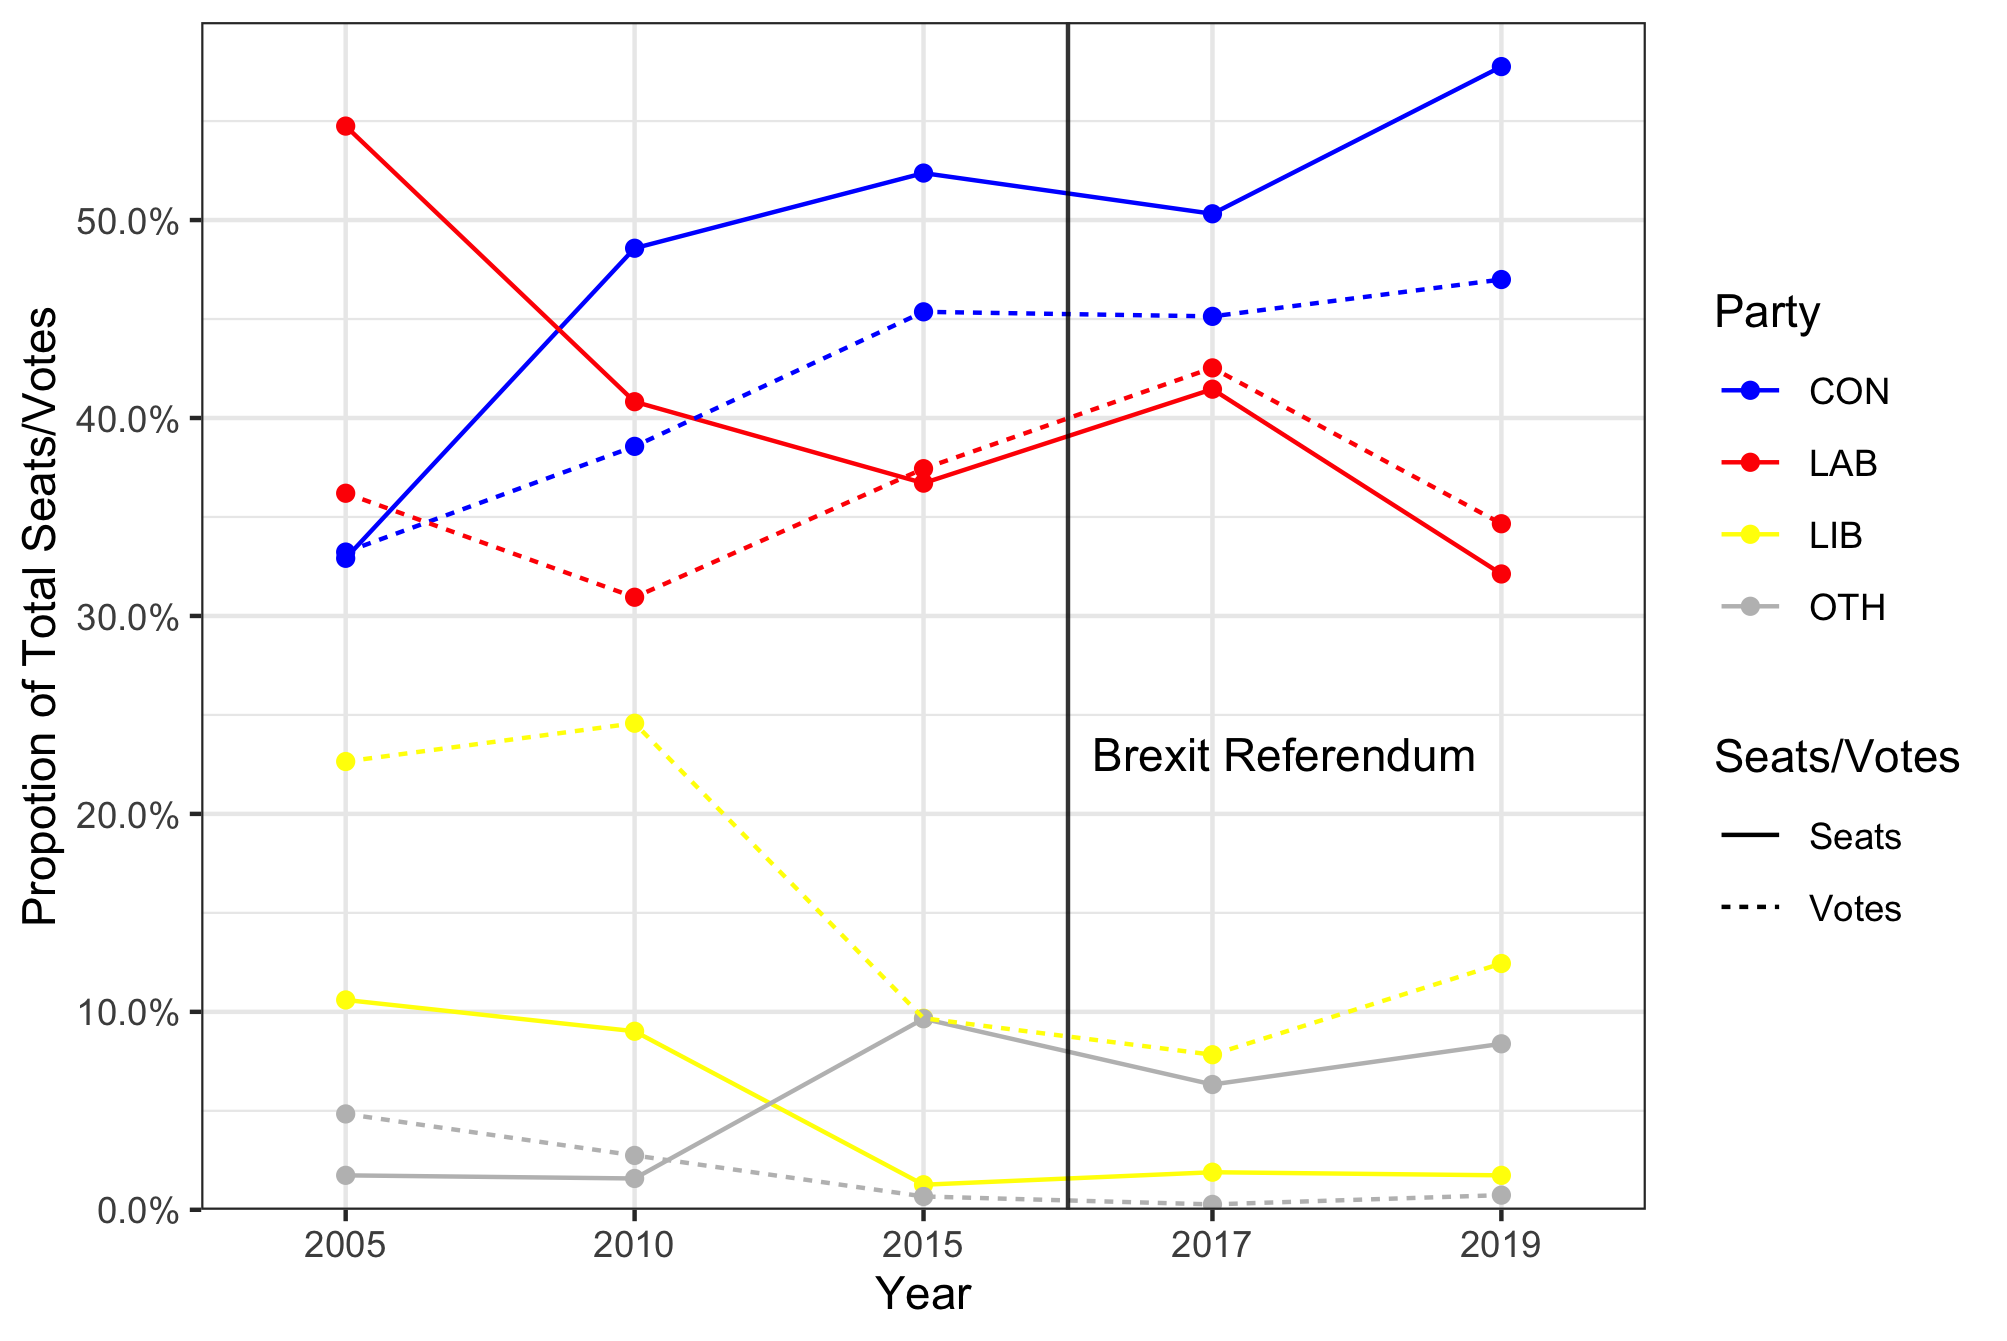 Propotion of Total Seats/Votes
50.0%
40.0%
30.0%
20.0%
10.0%
0.0%
Brexit Referendum
2005 2010 2015 2017 2019
Year
Party
CON
LAB
LIB
OTH
Seats/Votes
Seats
Votes